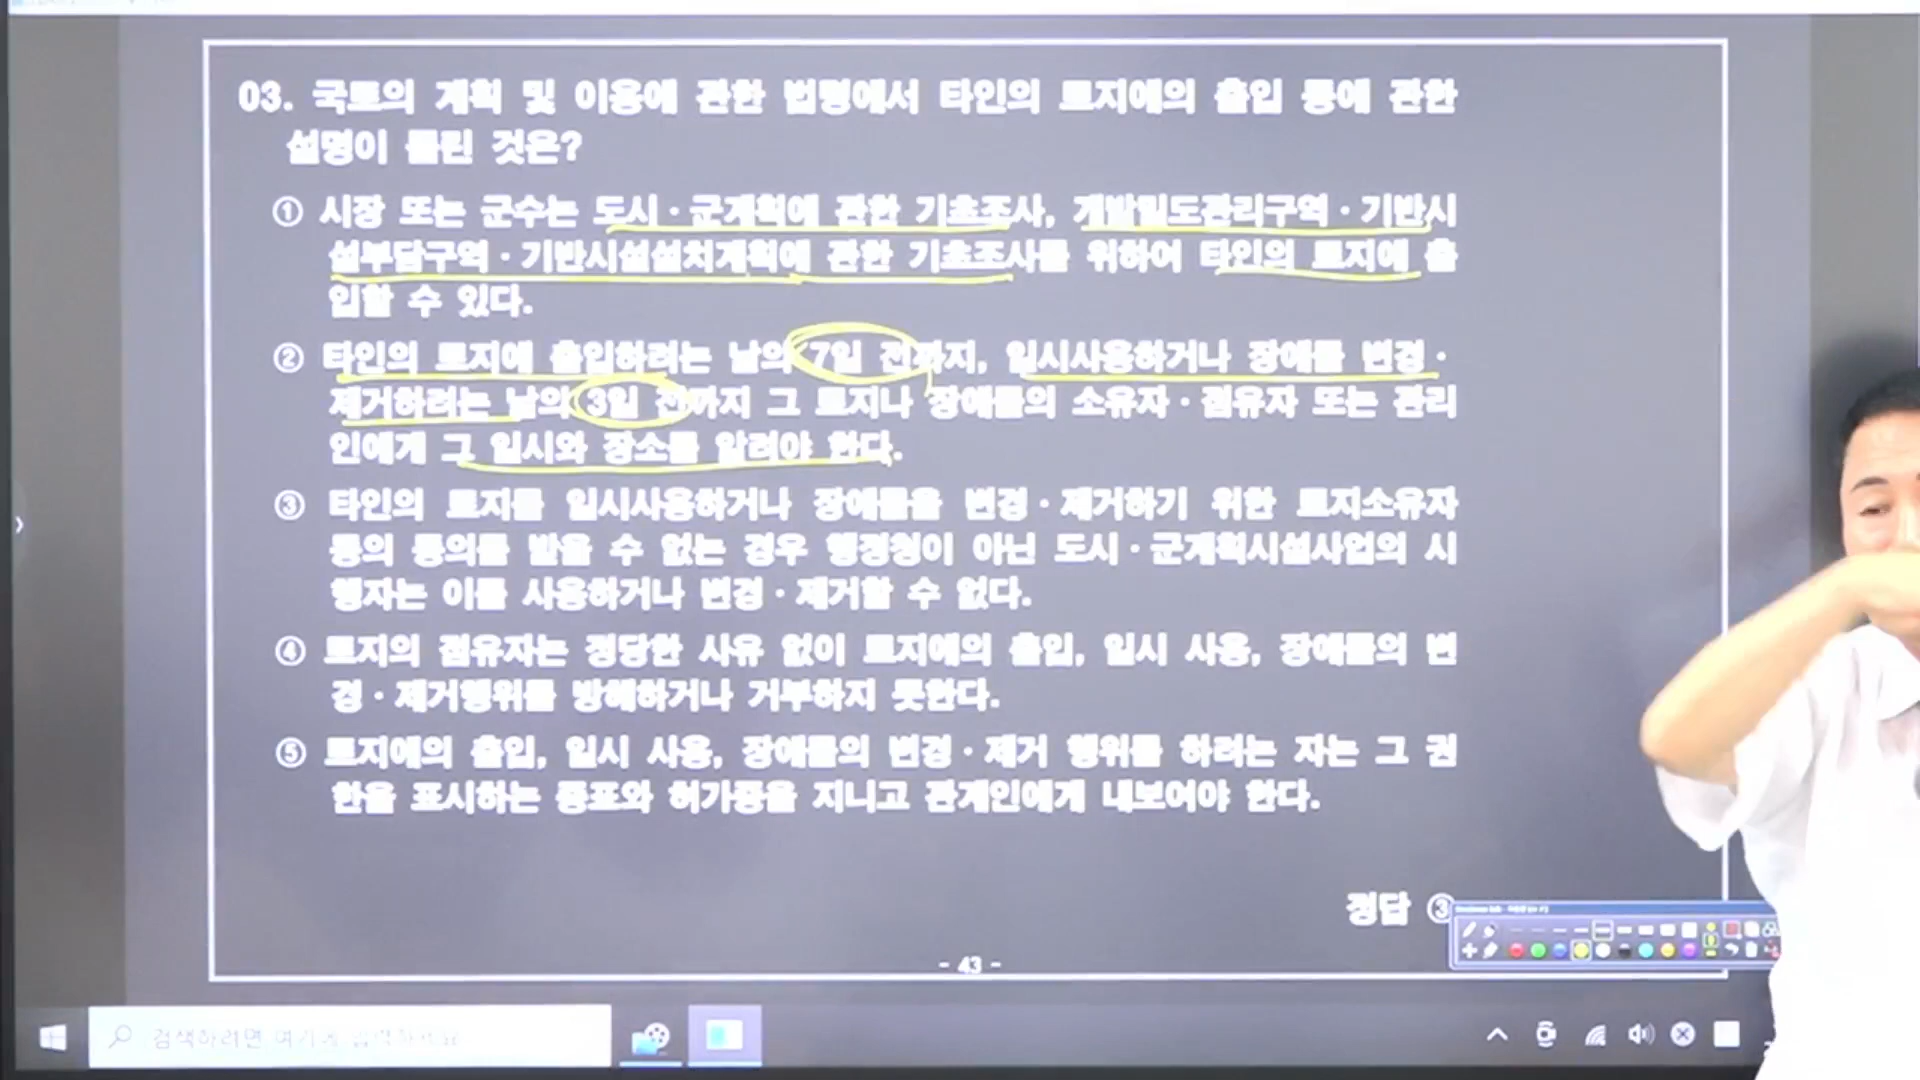 03. 국토의 계획 및 이용에 관한 법령에서 타인의 토지에의 출입 등에 관한
설명이 틀린 것은?
① 시장 또는 군수는 도시·군계획에 관한 기초조사, 개발밀도관리구역·기반시
설부담구역·기반시설설치계획에 관한 기초조사를 위하여 타인의 토지에 출
입할 수 있다.
② 타인의 토지에 출입하려는 날의 7일 전까지, 일시사용하거나 장애물 변경·
제거하려는 날의 3일 전까지 그 토지나 장애물의 소유자·점유자 또는 관리
인에게 그 일시와 장소를 알려야 한다.
③ 타인의 토지를 일시사용하거나 장애물을 변경·제거하기 위한 토지소유자
등의 동의를 받을 수 없는 경우 행정청이 아닌 도시·군계획시설사업의 시
행자는 이를 사용하거나 변경·제거할 수 없다.
④ 토지의 점유자는 정당한 사유 없이 토지에의 출입, 일시 사용, 장애물의 변
경·제거행위를 방해하거나 거부하지 못한다.
⑤ 토지에의 출입, 일시 사용, 장애물의 변경·제거 행위를 하려는 자는 그 권
한을 표시하는 증표와 허가증을 지니고 관계인에게 내보여야 한다.
정답 ③
- 43 -
검색하려면 여기에 입력하세요